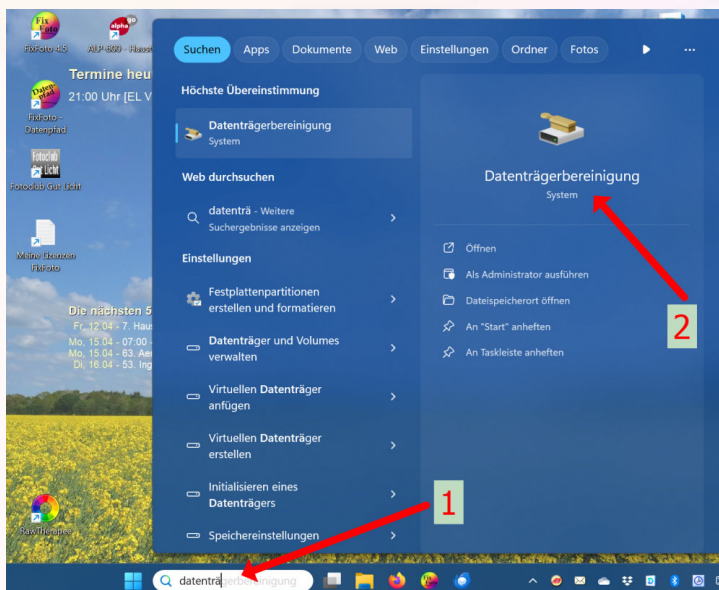 Fix
Foto
FixFoto 4.5
alpha
ALP 800 - Haust
Termine heu
21:00 Uhr [EL V
Daten-
pfad
FixFoto -
Datenpfad
Fotoclub
Gut Licht
Fotoclub Gut Licht
Meine Lizenzen
FixFoto
Die nächsten 5
Fr, 12.04 - 7. Hau
Mo, 15.04 - 07:00 -
Mo, 15.04 - 63. Aer
Di, 16.04 - 53. Ing
RawTherapee
Suchen Apps Dokumente Web Einstellungen Ordner Fotos
Höchste Übereinstimmung
Datenträgerbereinigung
System
Web durchsuchen
datenträ - Weitere
Suchergebnisse anzeigen
Einstellungen
Festplattenpartitionen
erstellen und formatieren
Datenträger und Volumes
verwalten
Virtuellen Datenträger
anfügen
Virtuellen Datenträger
erstellen
Initialisieren eines
Datenträgers
Speichereinstellungen
Datenträgerbereinigung
System
Öffnen
Als Administrator ausführen
Dateispeicherort öffnen
An "Start" anheften
An Taskleiste anheften
2
1
datenträgerbereinigung